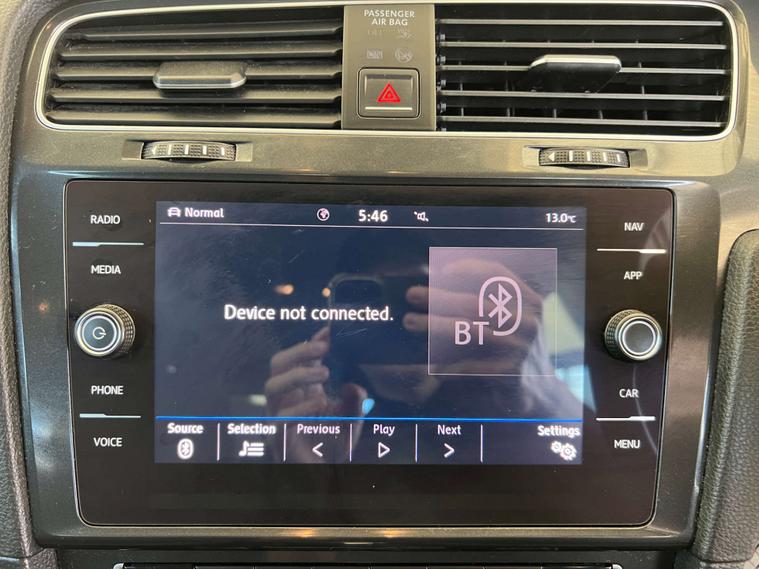 PASSENGER
AIR BAG
RADIO
MEDIA
PHONE
VOICE
Normal
5:46
13.0°C
Device not connected.
BT
Source
Selection
Previous
Play
Next
Settings
NAV
APP
CAR
MENU